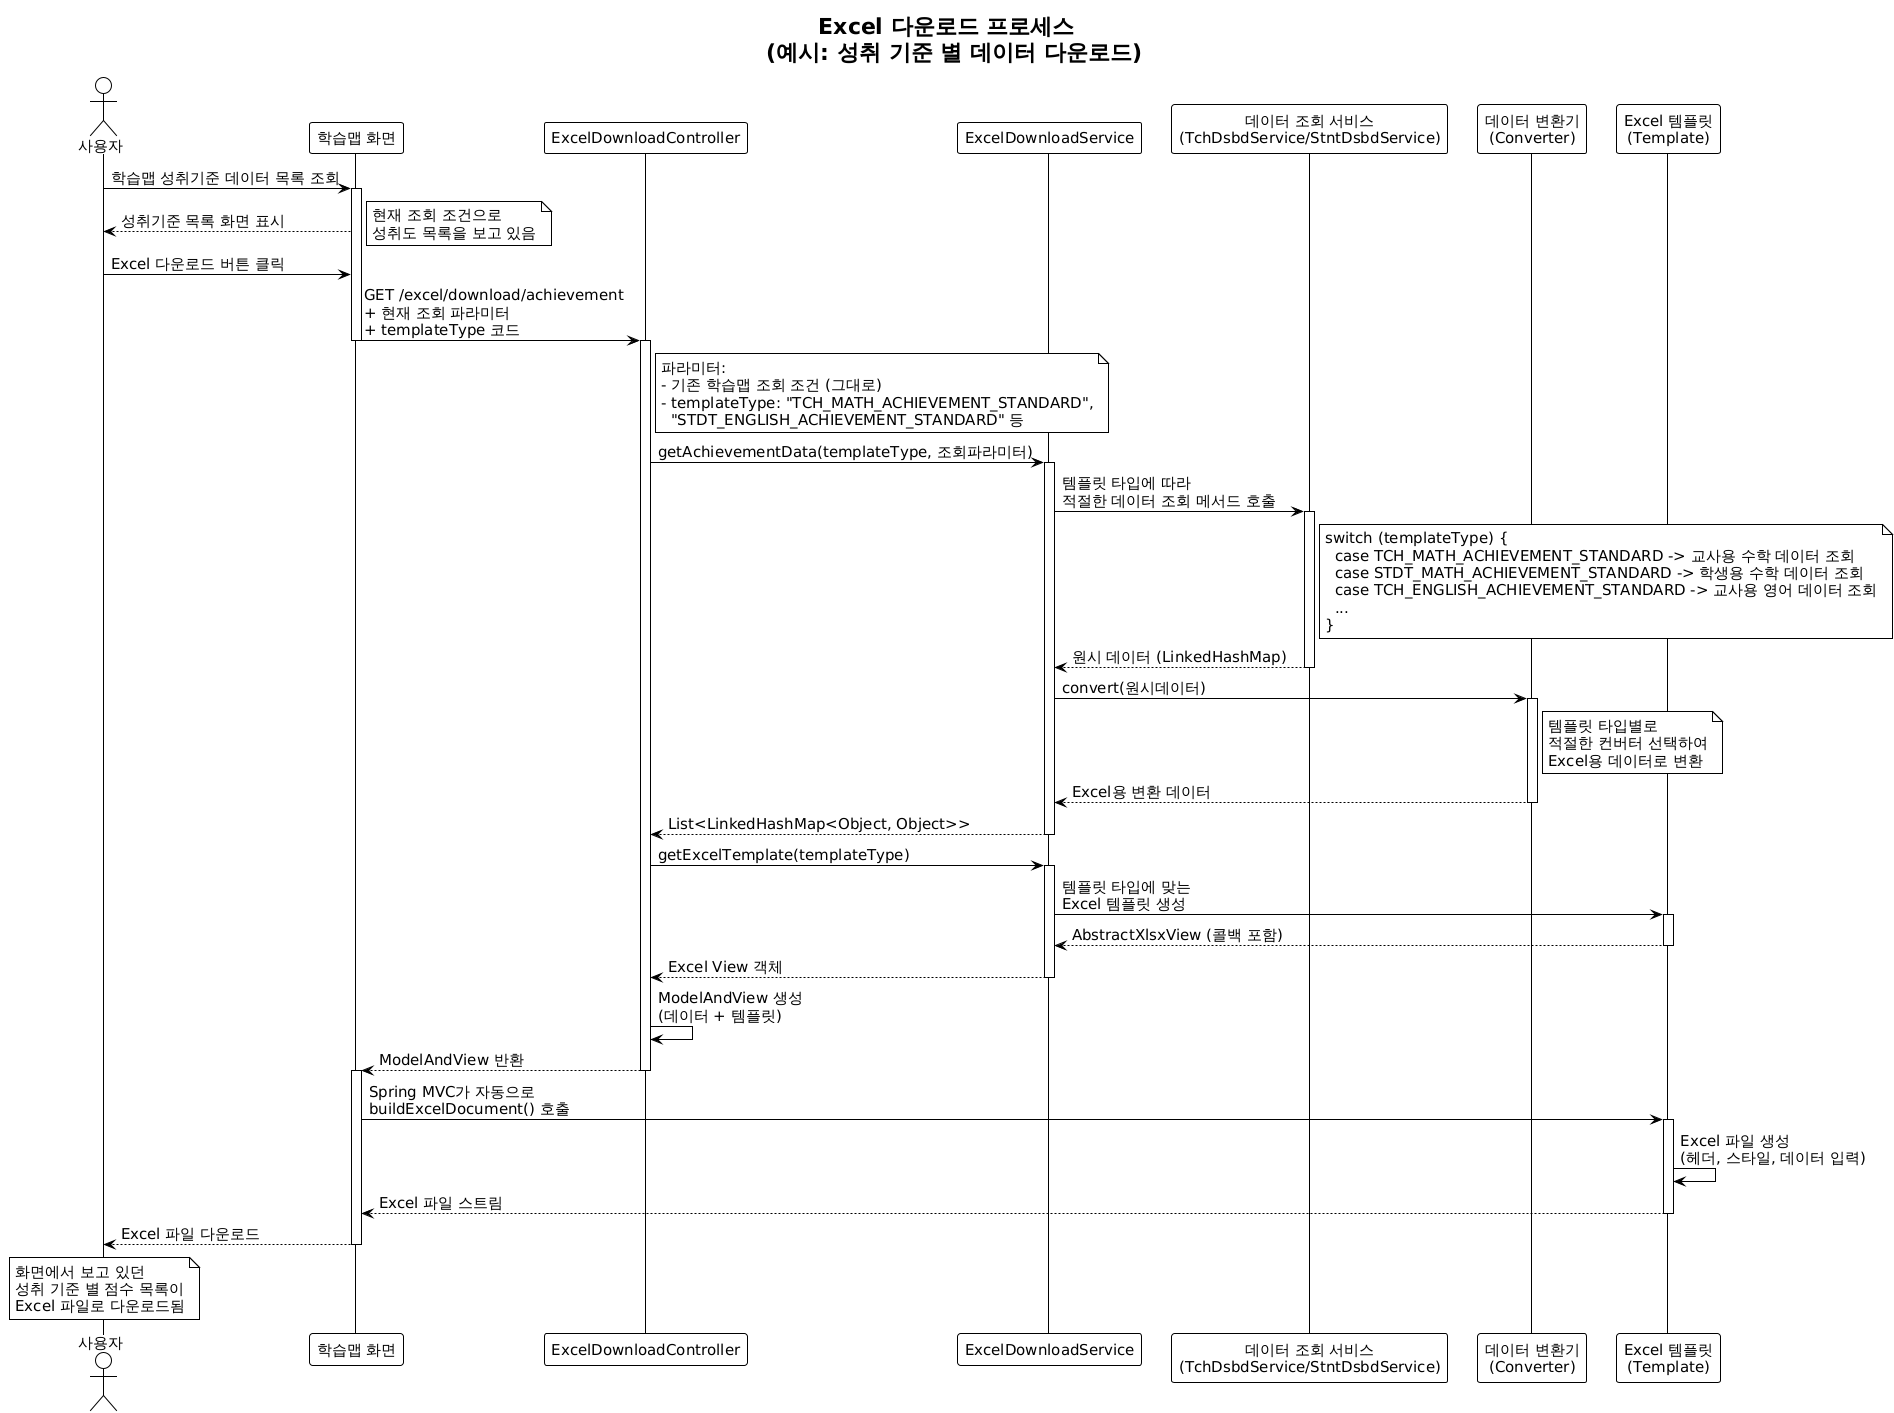 Excel 다운로드 프로세스
(예시: 성취 기준 별 데이터 다운로드)
사용자
학습맵 화면
ExcelDownloadController
ExcelDownloadService
데이터 조회 서비스
(TchDsbdService/StntDsbdService)
데이터 변환기
(Converter)
Excel 템플릿
(Template)
학습맵 성취기준 데이터 목록 조회
성취기준 목록 화면 표시
현재 조회 조건으로
성취도 목록을 보고 있음
Excel 다운로드 버튼 클릭
GET /excel/download/achievement
+ 현재 조회 파라미터
+ templateType 코드
파라미터:
- 기존 학습맵 조회 조건 (그대로)
- templateType: "TCH_MATH_ACHIEVEMENT_STANDARD",
"STDT_ENGLISH_ACHIEVEMENT_STANDARD" 등
getAchievementData(templateType, 조회파라미터)
템플릿 타입에 따라
적절한 데이터 조회 메서드 호출
switch (templateType) {
case TCH_MATH_ACHIEVEMENT_STANDARD -> 교사용 수학 데이터 조회
case STDT_MATH_ACHIEVEMENT_STANDARD -> 학생용 수학 데이터 조회
case TCH_ENGLISH_ACHIEVEMENT_STANDARD -> 교사용 영어 데이터 조회
...
}
원시 데이터 (LinkedHashMap)
convert(원시데이터)
템플릿 타입별로
적절한 컨버터 선택하여
Excel용 데이터로 변환
Excel용 변환 데이터
List<LinkedHashMap<Object, Object>>
getExcelTemplate(templateType)
템플릿 타입에 맞는
Excel 템플릿 생성
AbstractXlsxView (콜백 포함)
Excel View 객체
ModelAndView 생성
(데이터 + 템플릿)
ModelAndView 반환
Spring MVC가 자동으로
buildExcelDocument() 호출
Excel 파일 생성
(헤더, 스타일, 데이터 입력)
Excel 파일 스트림
Excel 파일 다운로드
화면에서 보고 있던
성취 기준 별 점수 목록이
Excel 파일로 다운로드됨
사용자
학습맵 화면
ExcelDownloadController
ExcelDownloadService
데이터 조회 서비스
(TchDsbdService/StntDsbdService)
데이터 변환기
(Converter)
Excel 템플릿
(Template)